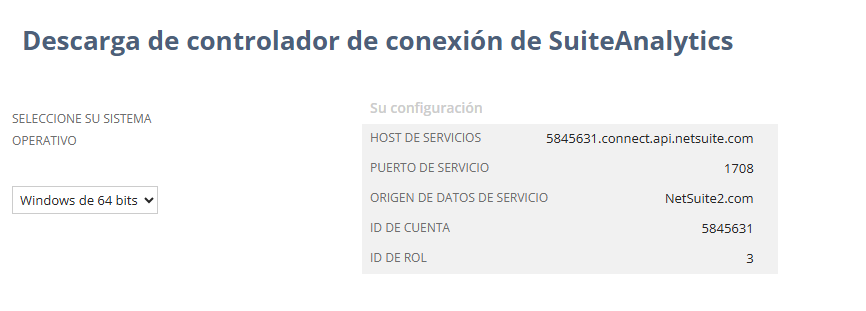 Descarga de controlador de conexión de SuiteAnalytics
SELECCIONE SU SISTEMA
OPERATIVO
Windows de 64 bits
Su configuración
HOST DE SERVICIOS 5845631.connect.api.netsuite.com
PUERTO DE SERVICIO 1708
ORIGEN DE DATOS DE SERVICIO NetSuite2.com
ID DE CUENTA 5845631
ID DE ROL 3